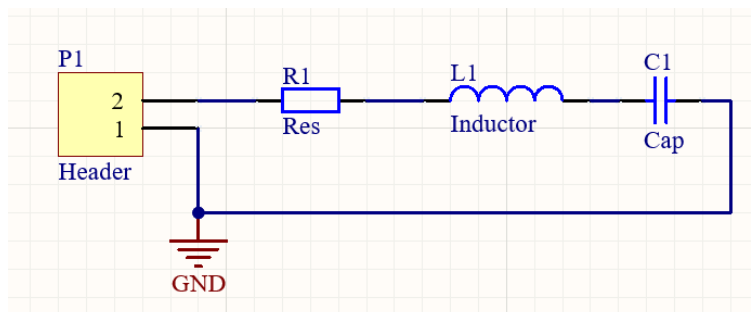 P1
2
1
Header
R1
Res
L1
Inductor
C1
Cap
GND